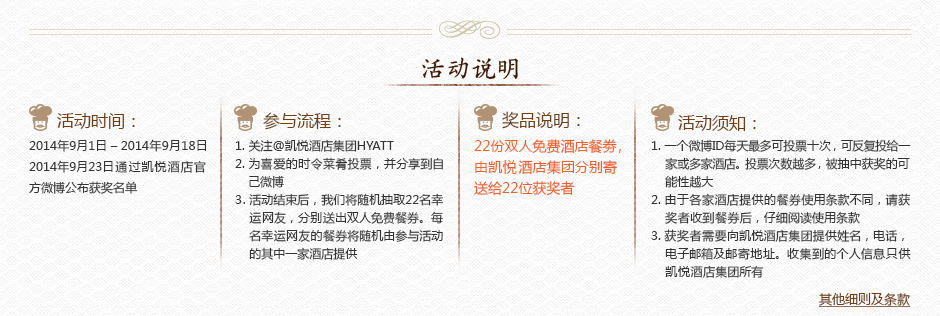 活动说明
活动时间：
2014年9月1日 – 2014年9月18日
2014年9月23日通过凯悦酒店官
方微博公布获奖名单
参与流程：
1. 关注@凯悦酒店集团HYATT
2. 为喜爱的时令菜肴投票，并分享到自
己微博
3. 活动结束后，我们将随机抽取22名幸
运网友，分别送出双人免费餐券。每
名幸运网友的餐券将随机由参与活动
的其中一家酒店提供
奖品说明：
22份双人免费酒店餐券，
由凯悦酒店集团分别寄
送给22位获奖者
活动须知：
1. 一个微博ID每天最多可投票十次，可反复投给一
家或多家酒店。投票次数越多，被抽中获奖的可
能性越大
2. 由于各家酒店提供的餐券使用条款不同，请获
奖者收到餐券后，仔细阅读使用条款
3. 获奖者需要向凯悦酒店集团提供姓名，电话，
电子邮箱及邮寄地址。收集到的个人信息只供
凯悦酒店集团所有
其他细则及条款